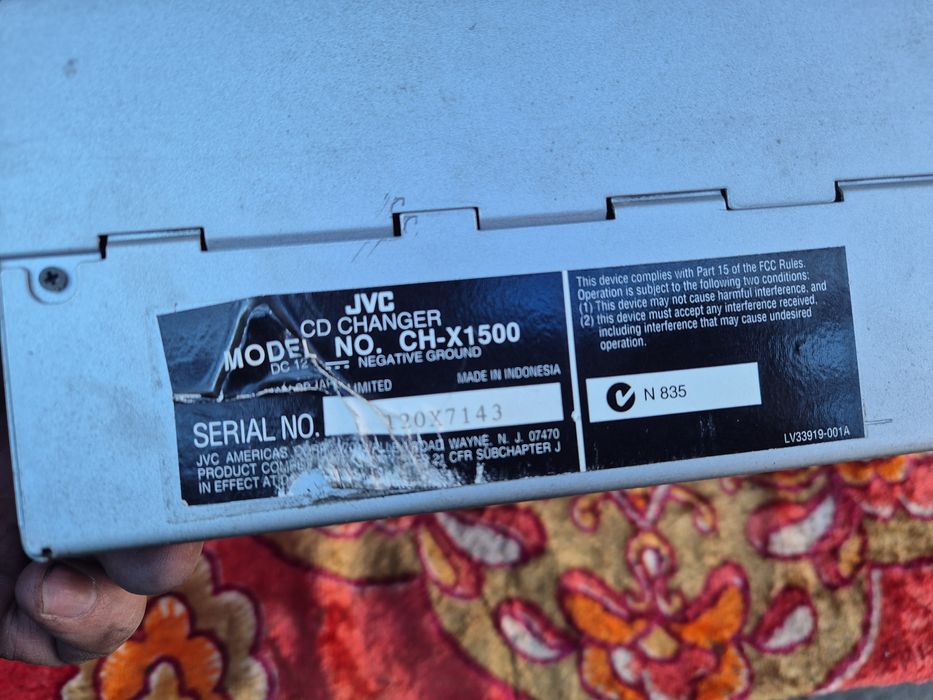 JVC
CD CHANGER
MODEL NO. CH-X1500
DC 12 NEGATIVE GROUND
LIMITED MADE IN INDONESIA
SERIAL NO. 120X7143
JVC AMERICAS WAYNE, N. J. 07470
PRODUCT 21 CFR SUBCHAPTER J
IN EFFECT AT
This device complies with Part 15 of the FCC Rules.
Operation is subject to the following two conditions:
(1) This device may not cause harmful interference, and
(2) this device must accept any interference received,
including interference that may cause undesired
operation.
N 835
LV33919-001A